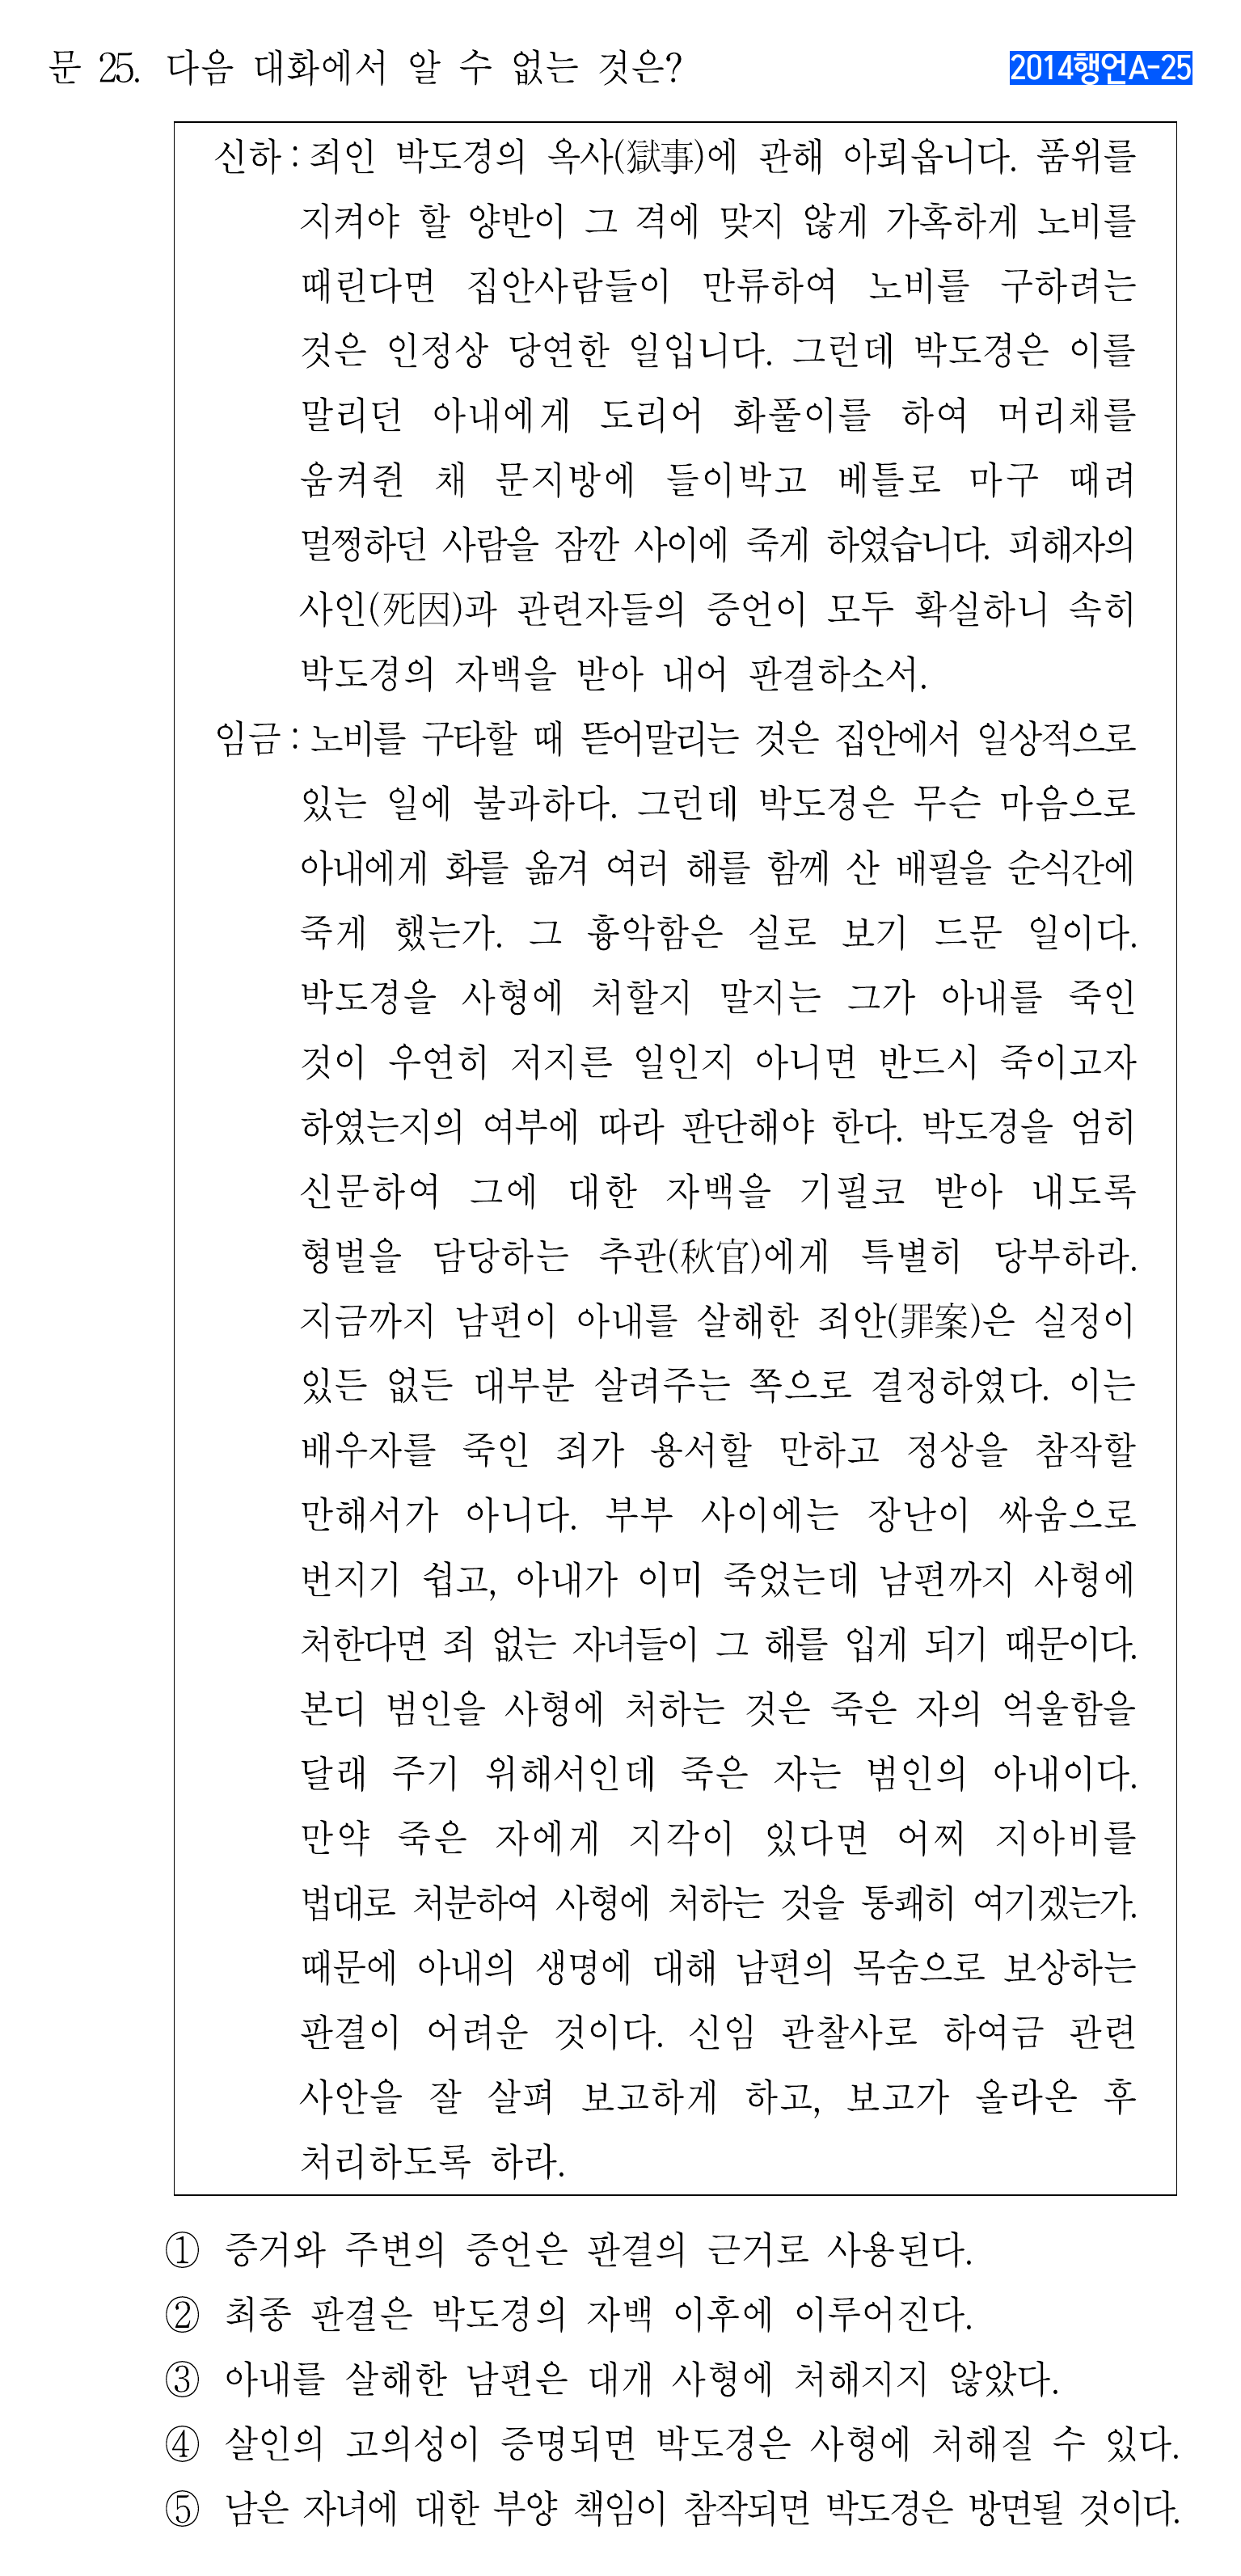 문 25. 다음 대화에서 알 수 없는 것은?
2014행언A-25
신하 : 죄인 박도경의 옥사(獄事)에 관해 아뢰옵니다. 품위를
지켜야 할 양반이 그 격에 맞지 않게 가혹하게 노비를
때린다면 집안사람들이 만류하여 노비를 구하려는
것은 인정상 당연한 일입니다. 그런데 박도경은 이를
말리던 아내에게 도리어 화풀이를 하여 머리채를
움켜쥔 채 문지방에 들이박고 베틀로 마구 때려
멀쩡하던 사람을 잠깐 사이에 죽게 하였습니다. 피해자의
사인(死因)과 관련자들의 증언이 모두 확실하니 속히
박도경의 자백을 받아 내어 판결하소서.
임금 : 노비를 구타할 때 뜯어말리는 것은 집안에서 일상적으로
있는 일에 불과하다. 그런데 박도경은 무슨 마음으로
아내에게 화를 옮겨 여러 해를 함께 산 배필을 순식간에
죽게 했는가. 그 흉악함은 실로 보기 드문 일이다.
박도경을 사형에 처할지 말지는 그가 아내를 죽인
것이 우연히 저지른 일인지 아니면 반드시 죽이고자
하였는지의 여부에 따라 판단해야 한다. 박도경을 엄히
신문하여 그에 대한 자백을 기필코 받아 내도록
형벌을 담당하는 추관(秋官)에게 특별히 당부하라.
지금까지 남편이 아내를 살해한 죄안(罪案)은 실정이
있든 없든 대부분 살려주는 쪽으로 결정하였다. 이는
배우자를 죽인 죄가 용서할 만하고 정상을 참작할
만해서가 아니다. 부부 사이에는 장난이 싸움으로
번지기 쉽고, 아내가 이미 죽었는데 남편까지 사형에
처한다면 죄 없는 자녀들이 그 해를 입게 되기 때문이다.
본디 범인을 사형에 처하는 것은 죽은 자의 억울함을
달래 주기 위해서인데 죽은 자는 범인의 아내이다.
만약 죽은 자에게 지각이 있다면 어찌 지아비를
법대로 처분하여 사형에 처하는 것을 통쾌히 여기겠는가.
때문에 아내의 생명에 대해 남편의 목숨으로 보상하는
판결이 어려운 것이다. 신임 관찰사로 하여금 관련
사안을 잘 살펴 보고하게 하고, 보고가 올라온 후
처리하도록 하라.
① 증거와 주변의 증언은 판결의 근거로 사용된다.
② 최종 판결은 박도경의 자백 이후에 이루어진다.
③ 아내를 살해한 남편은 대개 사형에 처해지지 않았다.
④ 살인의 고의성이 증명되면 박도경은 사형에 처해질 수 있다.
⑤ 남은 자녀에 대한 부양 책임이 참작되면 박도경은 방면될 것이다.